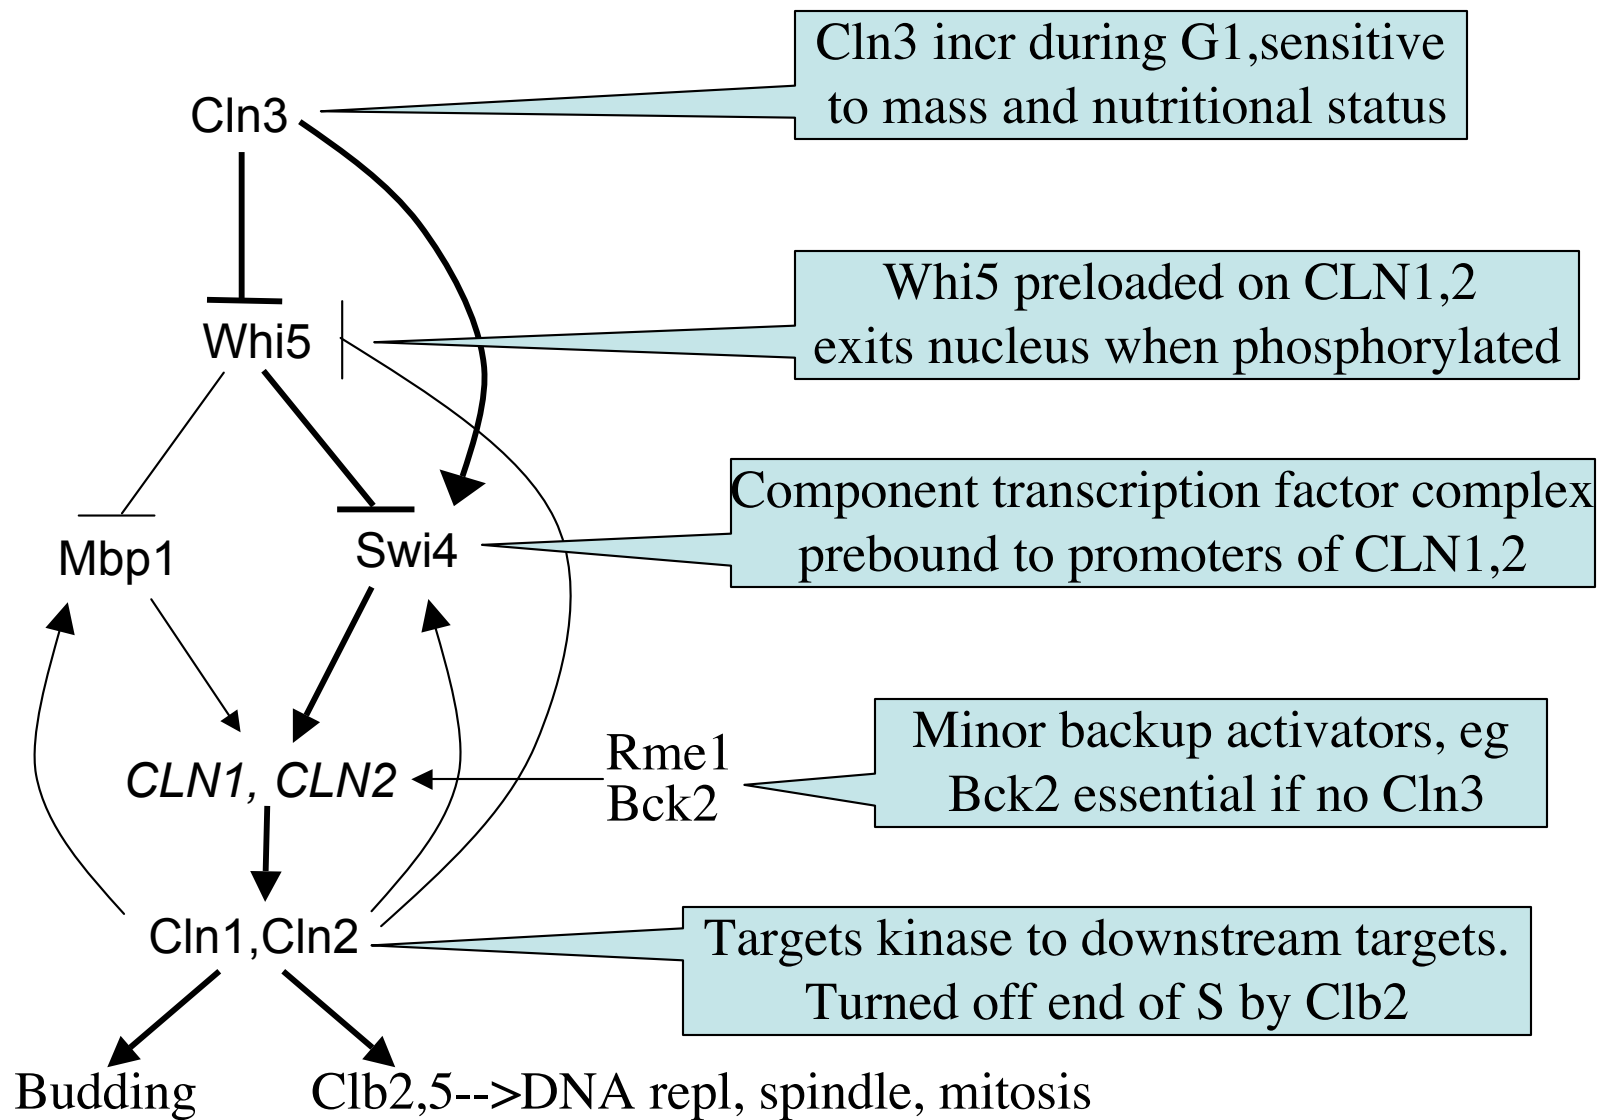 Cln3 incr during G1,sensitive
to mass and nutritional status
Cln3
Whi5 preloaded on CLN1,2
exits nucleus when phosphorylated
Whi5
Component transcription factor complex
prebound to promoters of CLN1,2
Mbp1
Swi4
Minor backup activators, eg
Bck2 essential if no Cln3
Rme1
Bck2
CLN1, CLN2
Targets kinase to downstream targets.
Turned off end of S by Clb2
Cln1,Cln2
Budding
Clb2,5-->DNA repl, spindle, mitosis